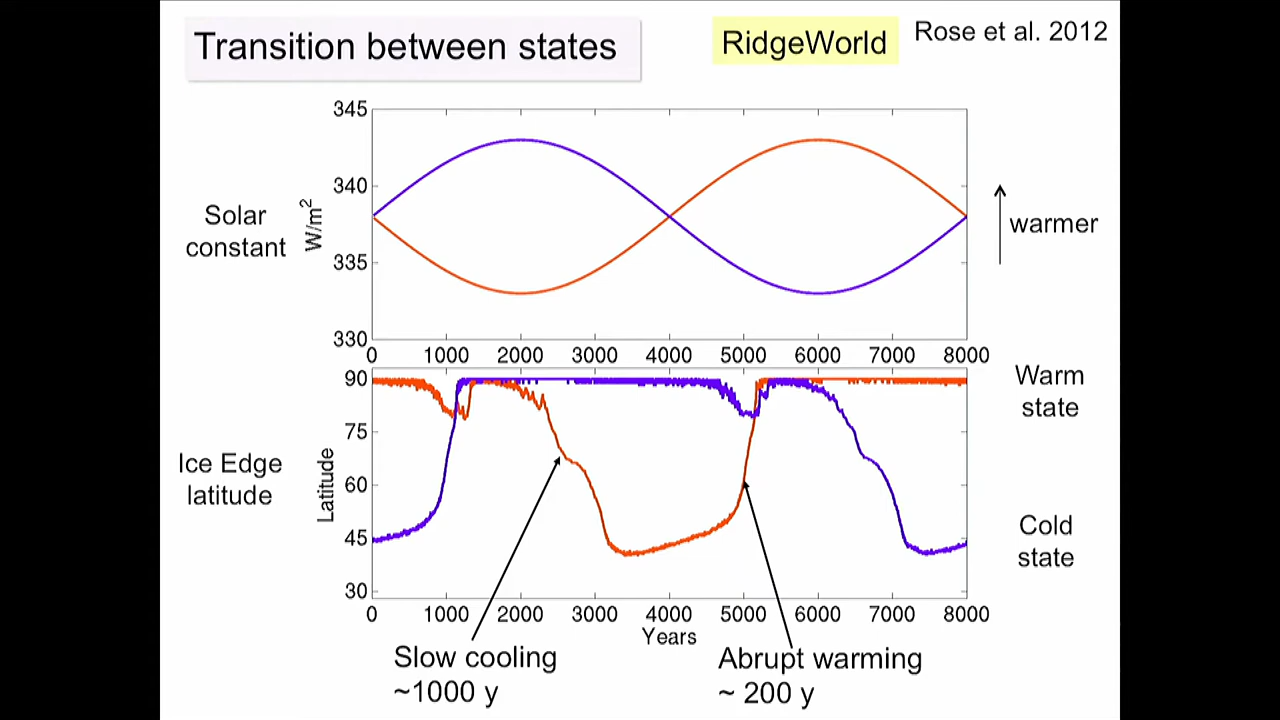 Transition between states
RidgeWorld
Rose et al. 2012
345
340
335
330
W/m2
Solar
constant
warmer
0 1000 2000 3000 4000 5000 6000 7000 8000
90
75
60
45
30
Latitude
Ice Edge
latitude
Warm
state
Cold
state
0 1000 2000 3000 4000 5000 6000 7000 8000
Years
Slow cooling
~1000 y
Abrupt warming
~ 200 y